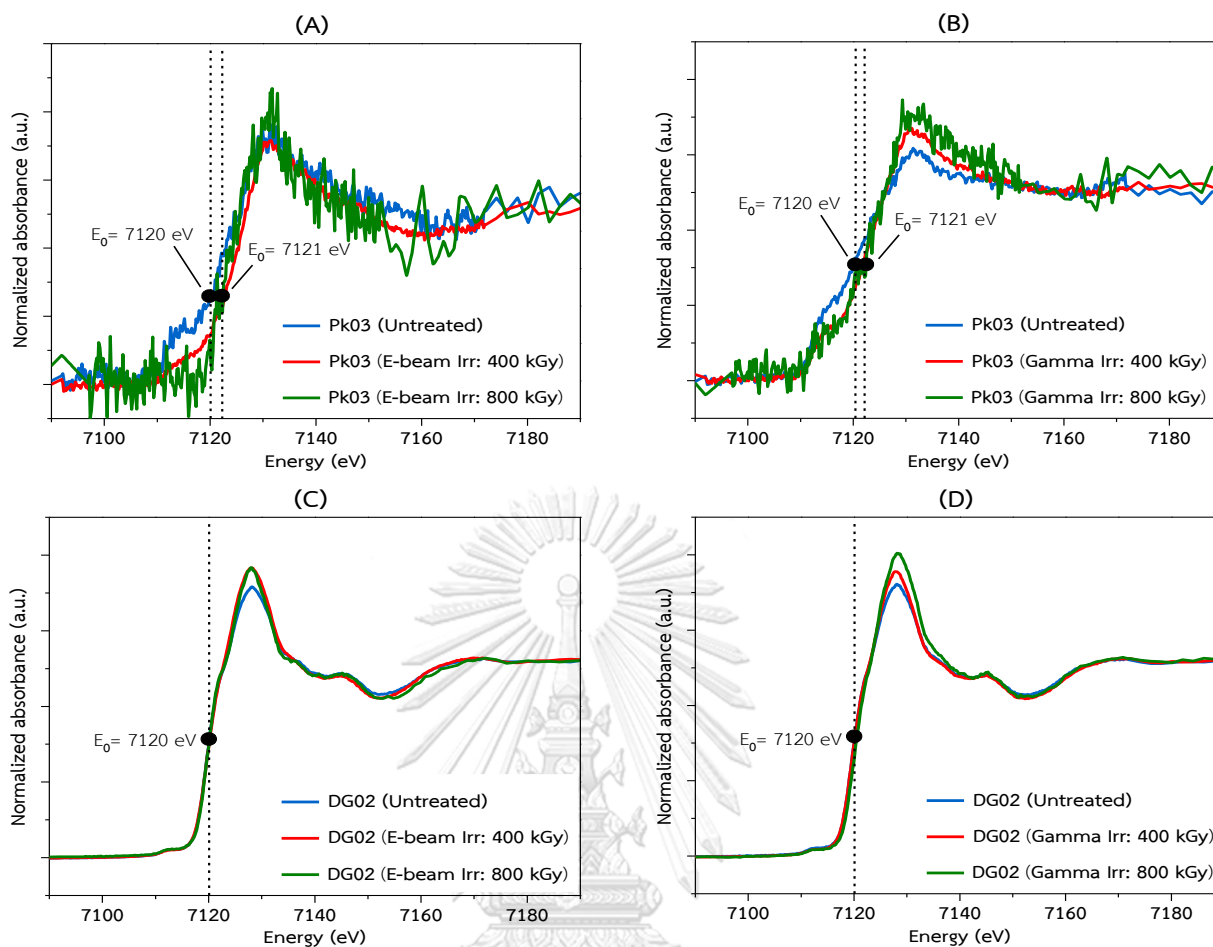 (A)
Normalized absorbance (a.u.)
E₀= 7120 eV
E₀= 7121 eV
Pk03 (Untreated)
Pk03 (E-beam Irr: 400 kGy)
Pk03 (E-beam Irr: 800 kGy)
7100 7120 7140 7160 7180
Energy (eV)
(B)
Normalized absorbance (a.u.)
E₀= 7120 eV
E₀= 7121 eV
Pk03 (Untreated)
Pk03 (Gamma Irr: 400 kGy)
Pk03 (Gamma Irr: 800 kGy)
7100 7120 7140 7160 7180
Energy (eV)
(C)
Normalized absorbance (a.u.)
E₀= 7120 eV
DG02 (Untreated)
DG02 (E-beam Irr: 400 kGy)
DG02 (E-beam Irr: 800 kGy)
7100 7120 7140 7160 7180
Energy (eV)
(D)
Normalized absorbance (a.u.)
E₀= 7120 eV
DG02 (Untreated)
DG02 (Gamma Irr: 400 kGy)
DG02 (Gamma Irr: 800 kGy)
7100 7120 7140 7160 7180
Energy (eV)